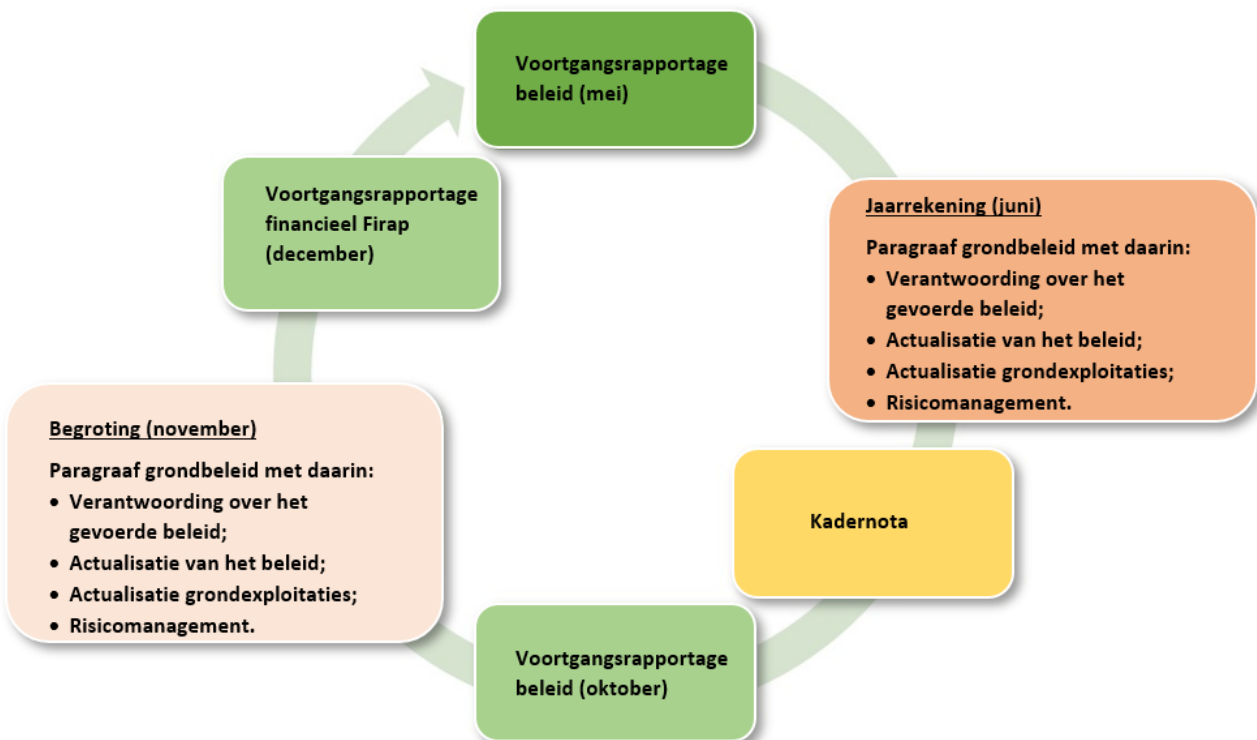 Voortgangsrapportage
beleid (mei)
Jaarrekening (juni)
Paragraaf grondbeleid met daarin:
• Verantwoording over het
gevoerde beleid;
• Actualisatie van het beleid;
• Actualisatie grondexploitaties;
• Risicomanagement.
Kadernota
Voortgangsrapportage
beleid (oktober)
Begroting (november)
Paragraaf grondbeleid met daarin:
• Verantwoording over het
gevoerde beleid;
• Actualisatie van het beleid;
• Actualisatie grondexploitaties;
• Risicomanagement.
Voortgangsrapportage
financieel Firap
(december)